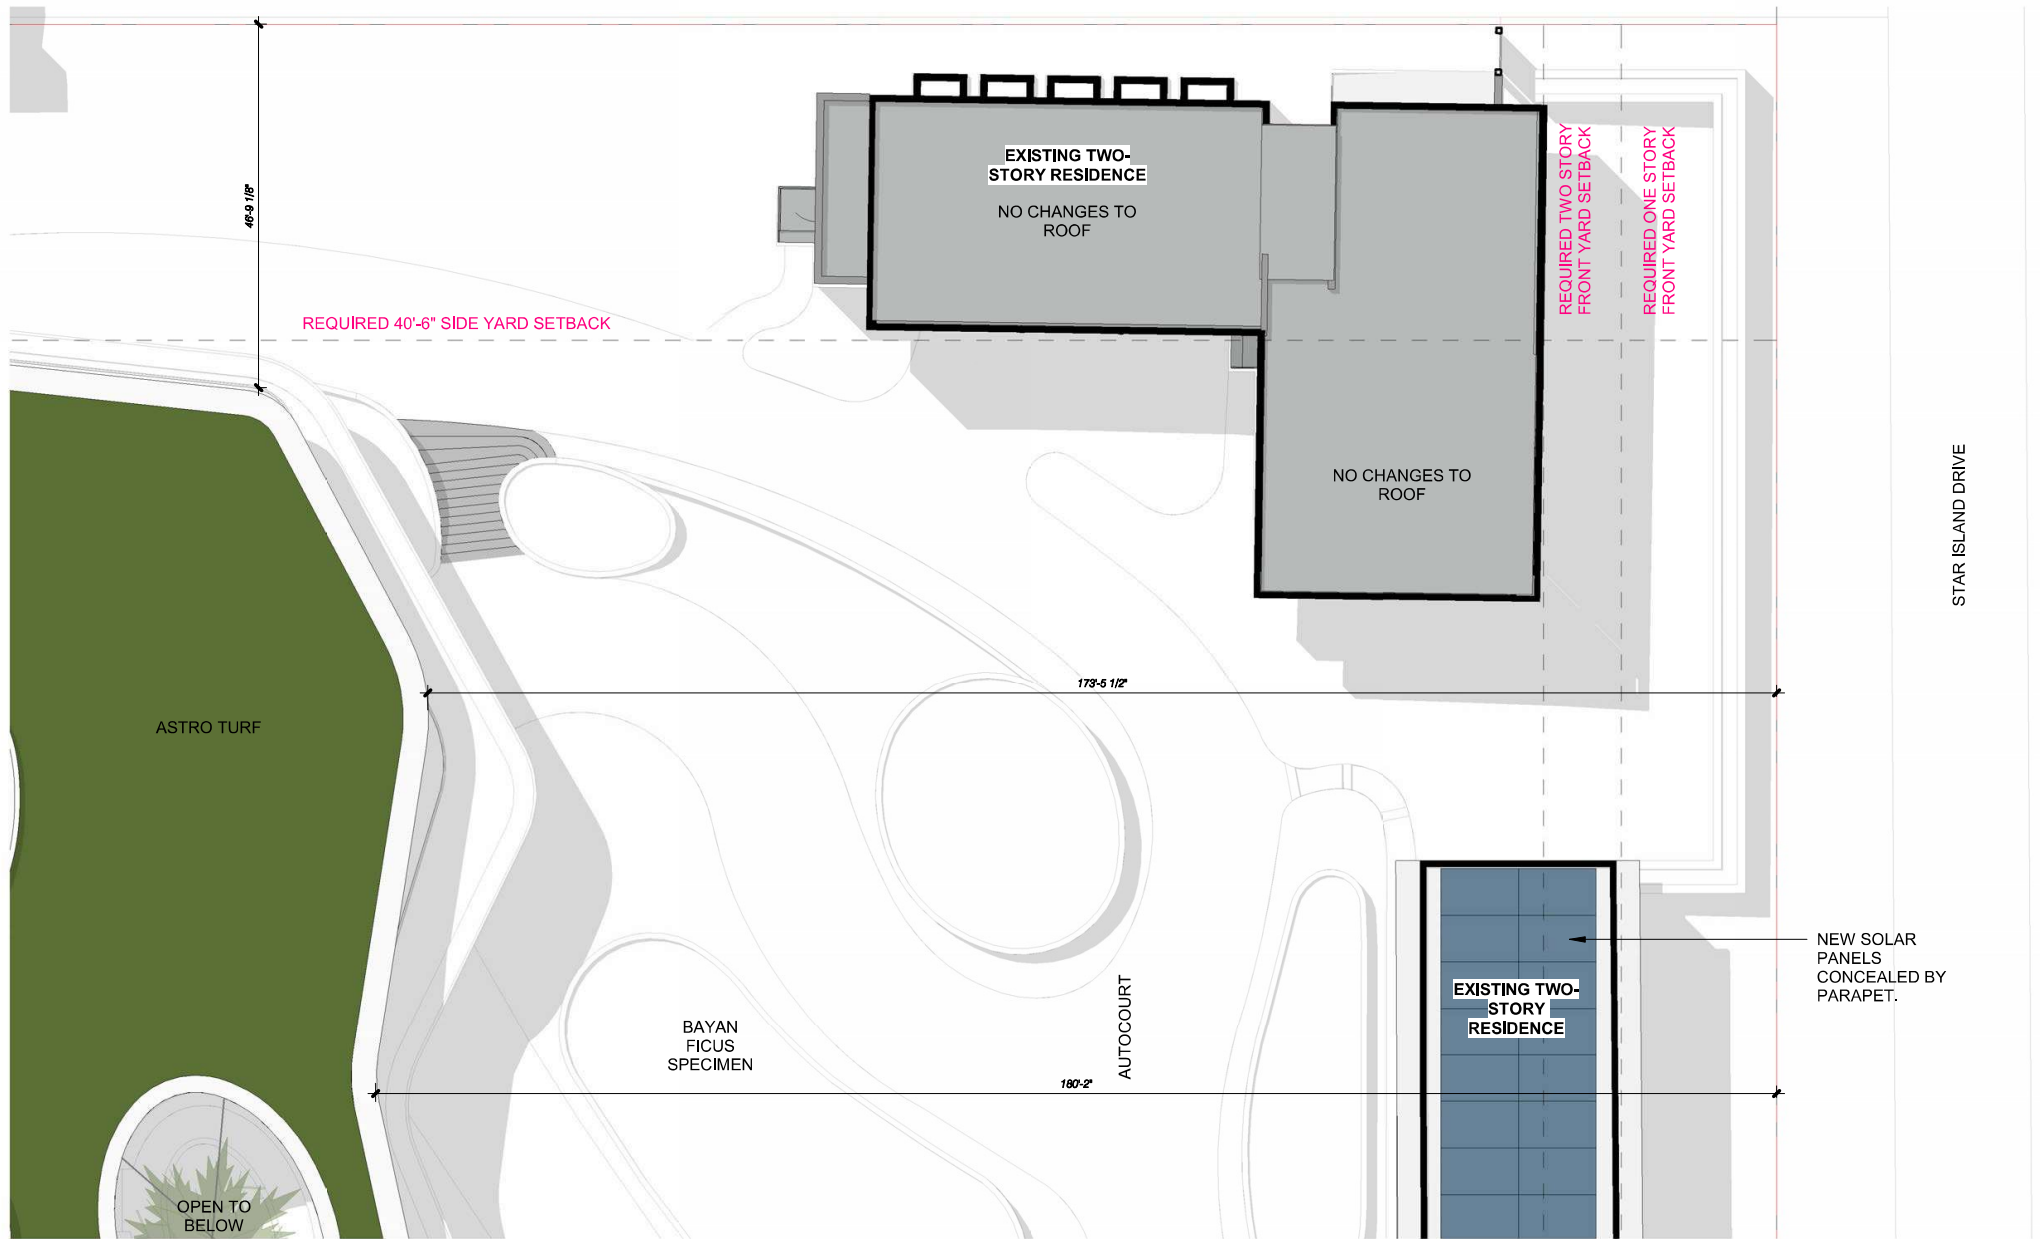 EXISTING TWO-
STORY RESIDENCE
NO CHANGES TO
ROOF
REQUIRED TWO STORY
FRONT YARD SETBACK
REQUIRED ONE STORY
FRONT YARD SETBACK
46'-9 1/8"
REQUIRED 40'-6" SIDE YARD SETBACK
NO CHANGES TO
ROOF
STAR ISLAND DRIVE
173'-5 1/2"
ASTRO TURF
NEW SOLAR
PANELS
CONCEALED BY
PARAPET.
EXISTING TWO-
STORY
RESIDENCE
BAYAN
FICUS
SPECIMEN
AUTOCOURT
180'-2"
OPEN TO
BELOW